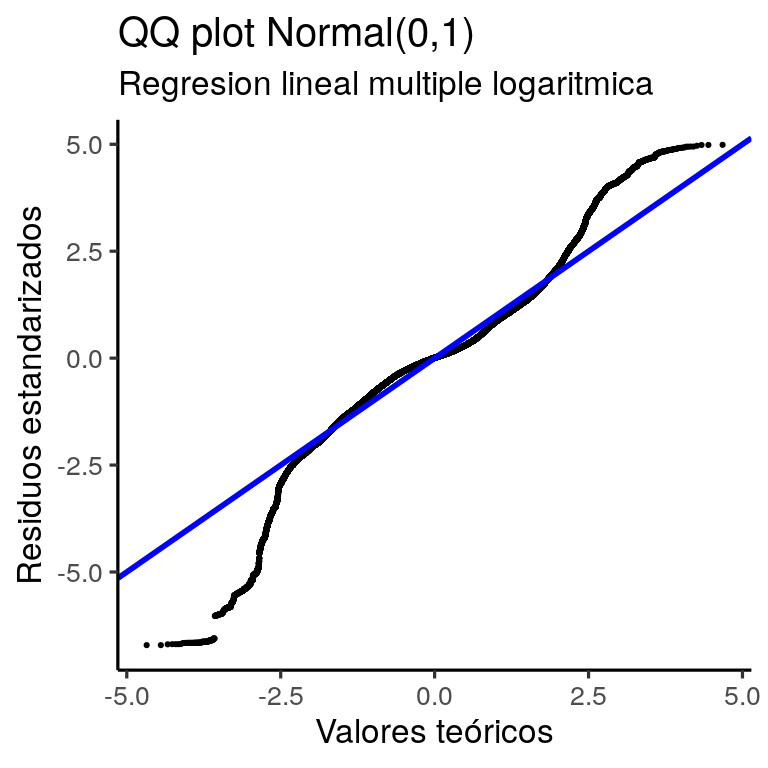 QQ plot Normal(0,1)
Regresion lineal multiple logaritmica
Residuos estandarizados
5.0
2.5
0.0
-2.5
-5.0
-5.0
-2.5
0.0
2.5
5.0
Valores teóricos